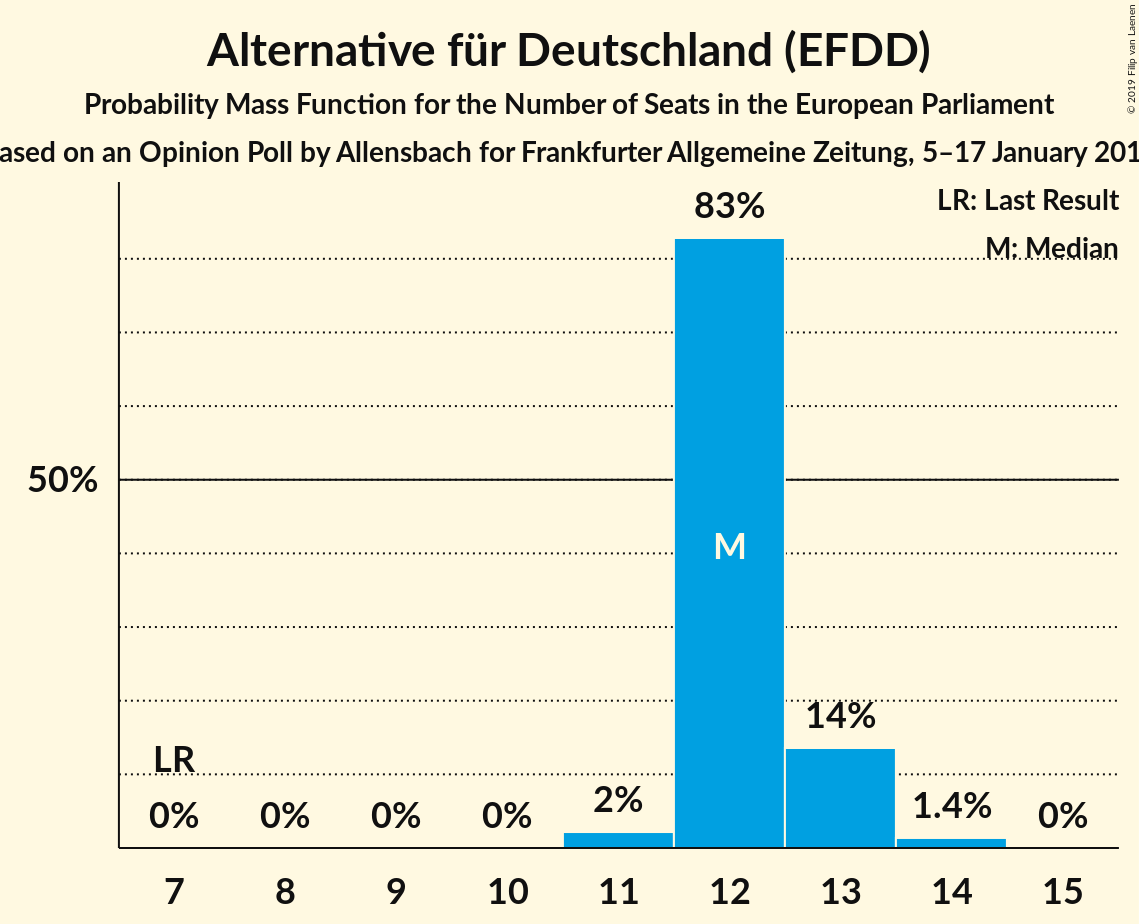 Alternative für Deutschland (EFDD)
Probability Mass Function for the Number of Seats in the European Parliament
ased on an Opinion Poll by Allensbach for Frankfurter Allgemeine Zeitung, 5–17 January 201
© 2019 Filip van Laenen
LR: Last Result
M: Median
83%
50%
M
14%
LR
0%
0%
0%
0%
2%
1.4%
0%
7
8
9
10
11
12
13
14
15